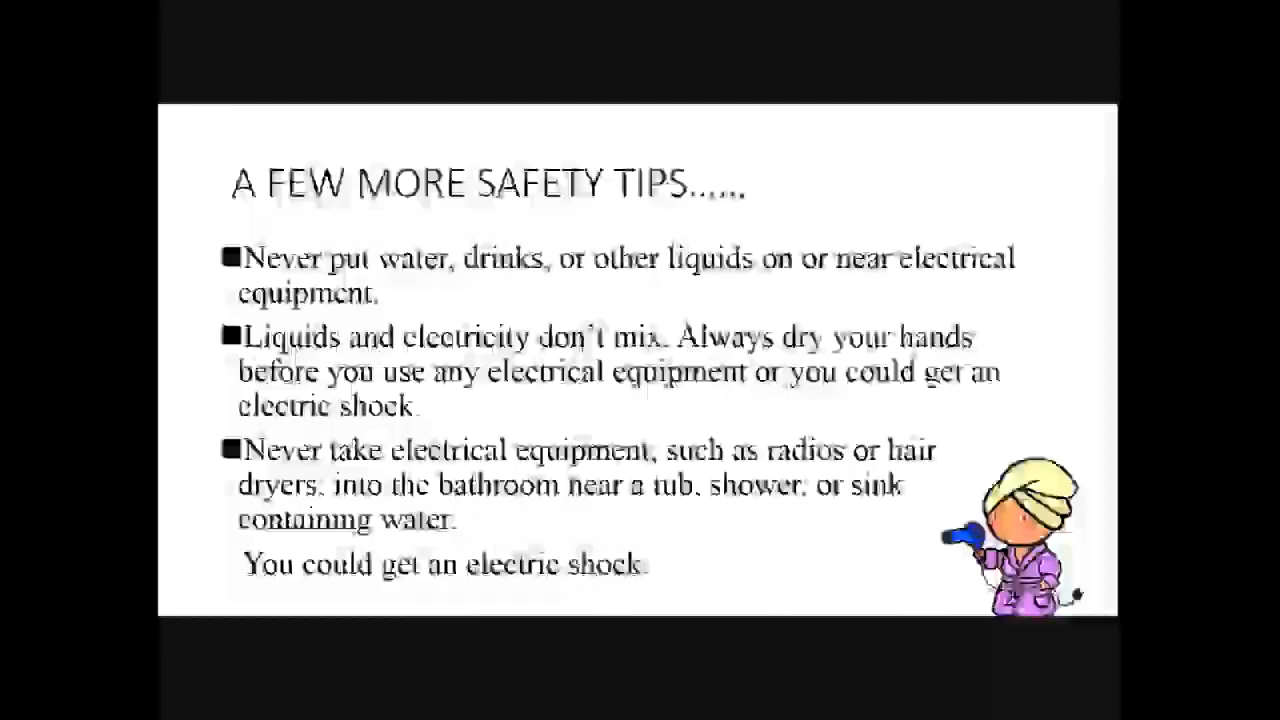 A FEW MORE SAFETY TIPS......
■Never put water, drinks, or other liquids on or near electrical
equipment.
■Liquids and electricity don't mix. Always dry your hands
before you use any electrical equipment or you could get an
electric shock.
■Never take electrical equipment, such as radios or hair
dryers, into the bathroom near a tub, shower, or sink
containing water.
You could get an electric shock.